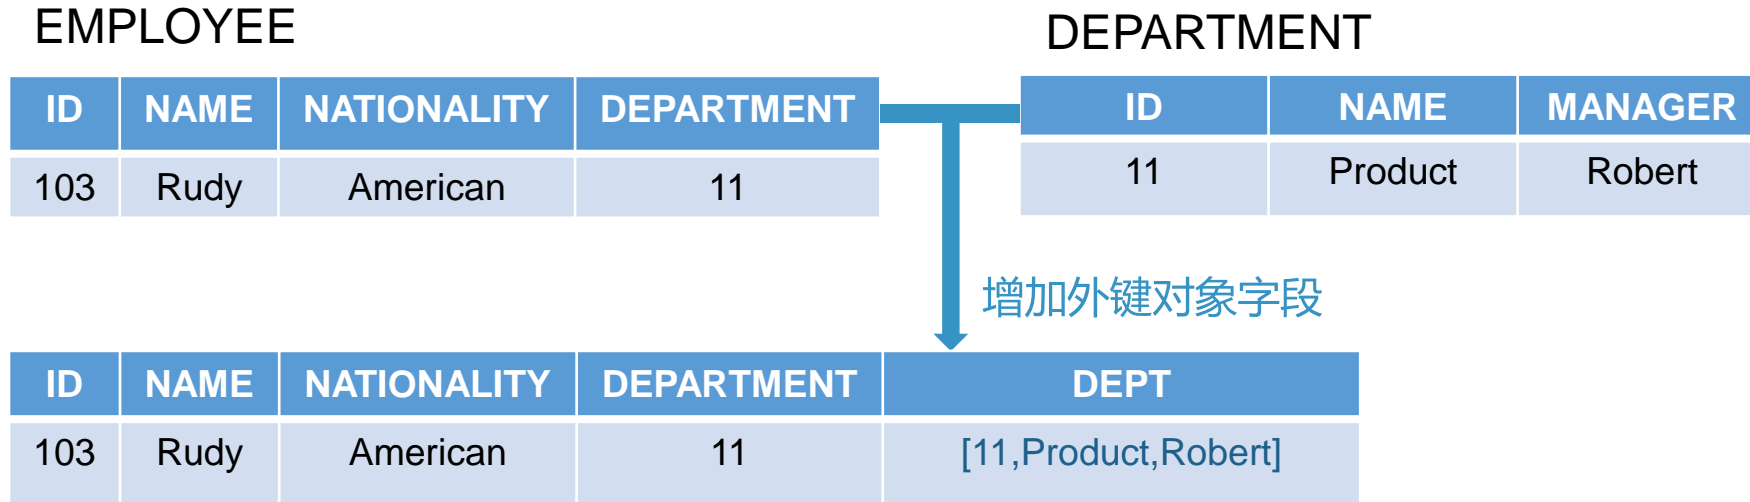 EMPLOYEE
ID NAME NATIONALITY DEPARTMENT
103 Rudy American 11
DEPARTMENT
ID NAME MANAGER
11 Product Robert
增加外键对象字段
ID NAME NATIONALITY DEPARTMENT DEPT
103 Rudy American 11 [11,Product,Robert]